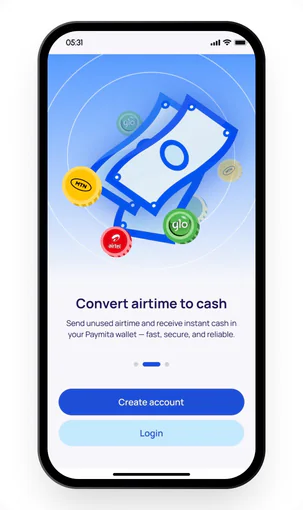 05:31
glo
MTN
glo
airtel
Convert airtime to cash
Send unused airtime and receive instant cash in
your Paymita wallet — fast, secure, and reliable.
Create account
Login